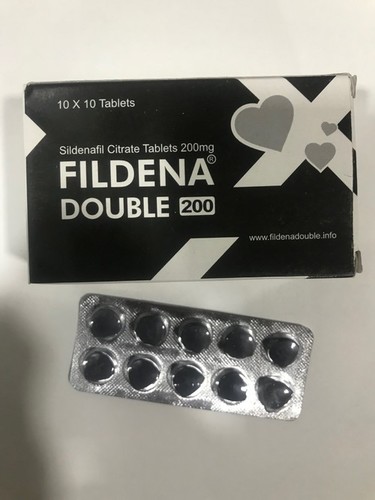 10 X 10 Tablets
Sildenafil Citrate Tablets 200mg
FILDENA®
DOUBLE 200
www.fildenadouble.info